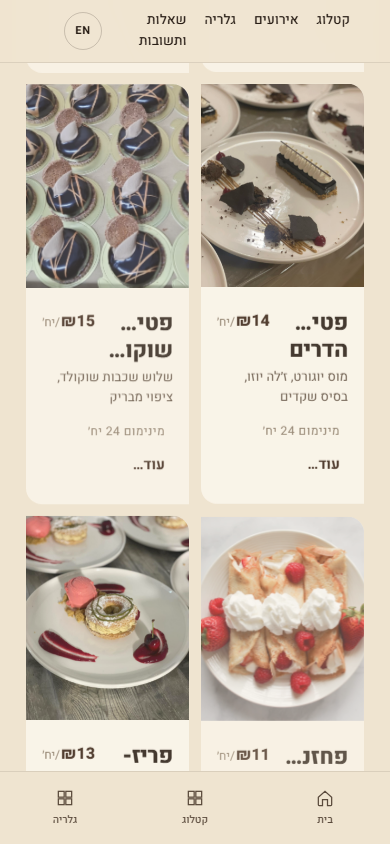 קטלוג אירועים גלריה שאלות ותשובות EN
פטי... ₪14/יח'
הדרים
מוס יוגורט, ז'לה יוזו,
בסיס שקדים
מינימום 24 יח'
עוד...
פטי... ₪15/יח'
שוקו...
שלוש שכבות שוקולד,
ציפוי מבריק
מינימום 24 יח'
עוד...
פחזנ... ₪11/יח'
פריז- ₪13/יח'
בית
קטלוג
גלריה